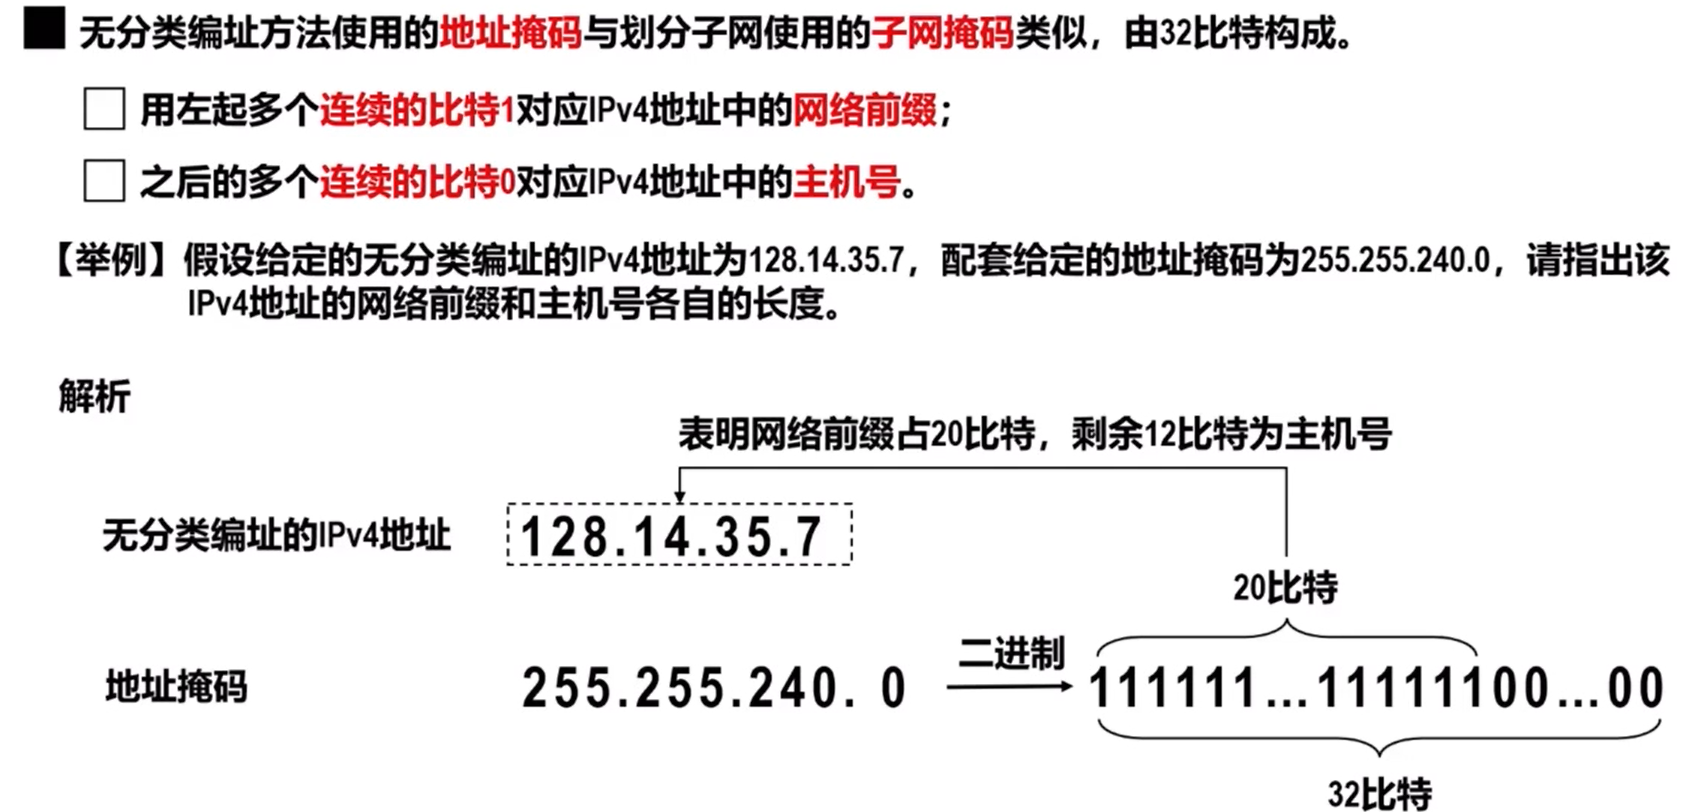 无分类编址方法使用的地址掩码与划分子网使用的子网掩码类似，由32比特构成。
用左起多个连续的比特1对应IPv4地址中的网络前缀；
之后的多个连续的比特0对应IPv4地址中的主机号。
【举例】假设给定的无分类编址的IPv4地址为128.14.35.7，配套给定的地址掩码为255.255.240.0，请指出该
IPv4地址的网络前缀和主机号各自的长度。
解析
表明网络前缀占20比特，剩余12比特为主机号
无分类编址的IPv4地址 128.14.35.7
20比特
地址掩码 255.255.240. 0 二进制 111111...11111100...00
32比特